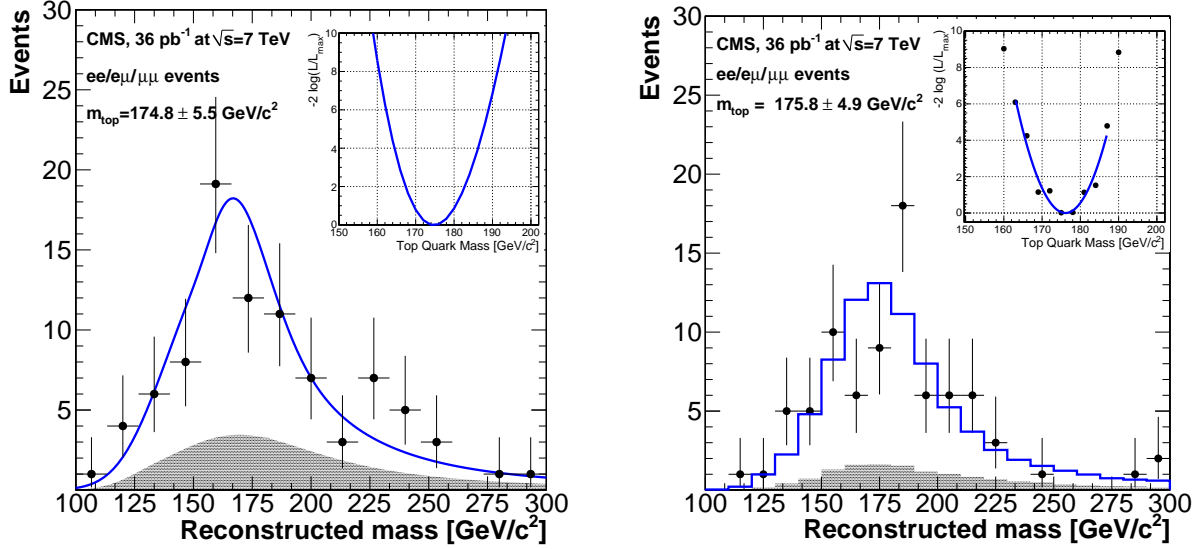 CMS, 36 pb⁻¹ at √s=7 TeV
ee/eμ/μμ events
m_top=174.8 ± 5.5 GeV/c²
Events
30
25
20
15
10
5
100 125 150 175 200 225 250 275 300
Reconstructed mass [GeV/c²]
-2 log(L/L_max)
10
8
6
4
2
0
150 160 170 180 190 200
Top Quark Mass [GeV/c²]
CMS, 36 pb⁻¹ at √s=7 TeV
ee/eμ/μμ events
m_top = 175.8 ± 4.9 GeV/c²
Events
30
25
20
15
10
5
100 125 150 175 200 225 250 275 300
Reconstructed mass [GeV/c²]
-2 log (L/L_max)
10
8
6
4
2
0
150 160 170 180 190 200
Top Quark Mass [GeV/c²]